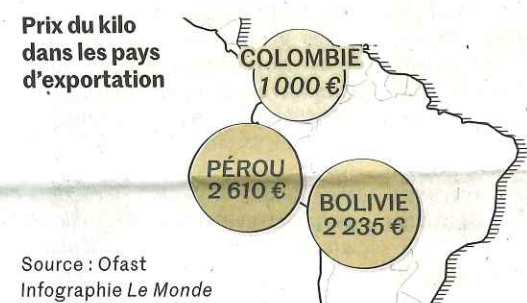 Prix du kilo
dans les pays
d'exportation
COLOMBIE
1 000 €
PÉROU
2 610 €
BOLIVIE
2 235 €
Source : Ofast
Infographie Le Monde